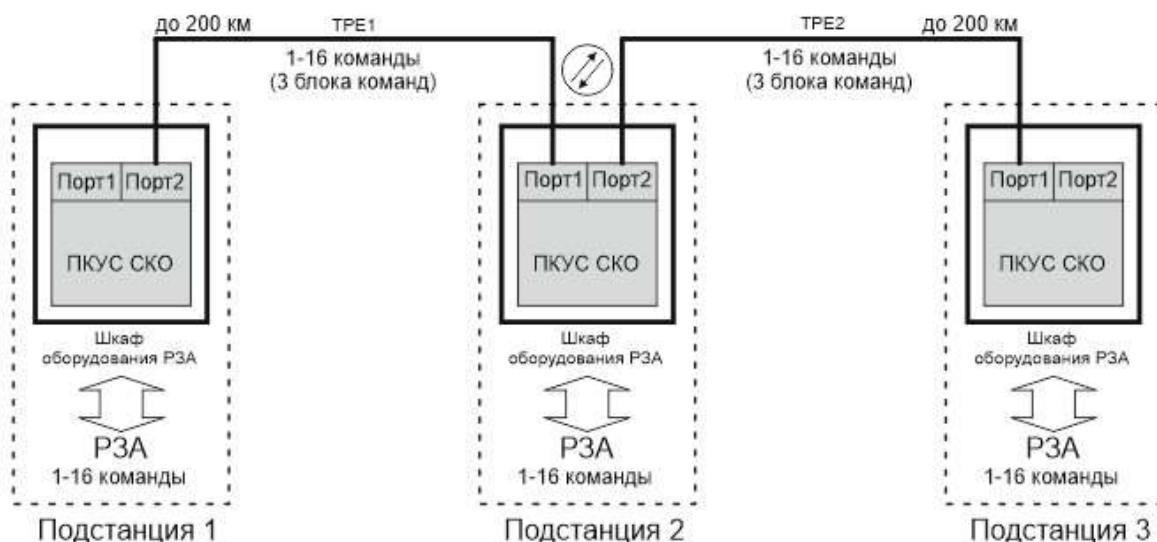 до 200 км
ТРЕ1
1-16 команды
(3 блока команд)
ТРЕ2
до 200 км
1-16 команды
(3 блока команд)
Порт1
Порт2
ПКУС СКО
Шкаф
оборудования РЗА
РЗА
1-16 команды
Подстанция 1
Порт1
Порт2
ПКУС СКО
Шкаф
оборудования РЗА
РЗА
1-16 команды
Подстанция 2
Порт1
Порт2
ПКУС СКО
Шкаф
оборудования РЗА
РЗА
1-16 команды
Подстанция 3